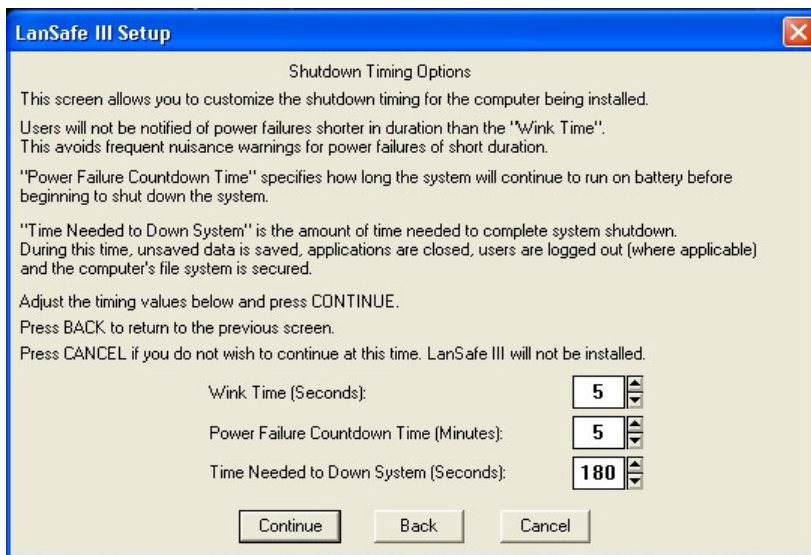 LanSafe III Setup
Shutdown Timing Options
This screen allows you to customize the shutdown timing for the computer being installed.
Users will not be notified of power failures shorter in duration than the "Wink Time".
This avoids frequent nuisance warnings for power failures of short duration.
"Power Failure Countdown Time" specifies how long the system will continue to run on battery before
beginning to shut down the system.
"Time Needed to Down System" is the amount of time needed to complete system shutdown.
During this time, unsaved data is saved, applications are closed, users are logged out (where applicable)
and the computer's file system is secured.
Adjust the timing values below and press CONTINUE.
Press BACK to return to the previous screen.
Press CANCEL if you do not wish to continue at this time. LanSafe III will not be installed.
Wink Time (Seconds): 5
Power Failure Countdown Time (Minutes): 5
Time Needed to Down System (Seconds): 180
Continue Back Cancel